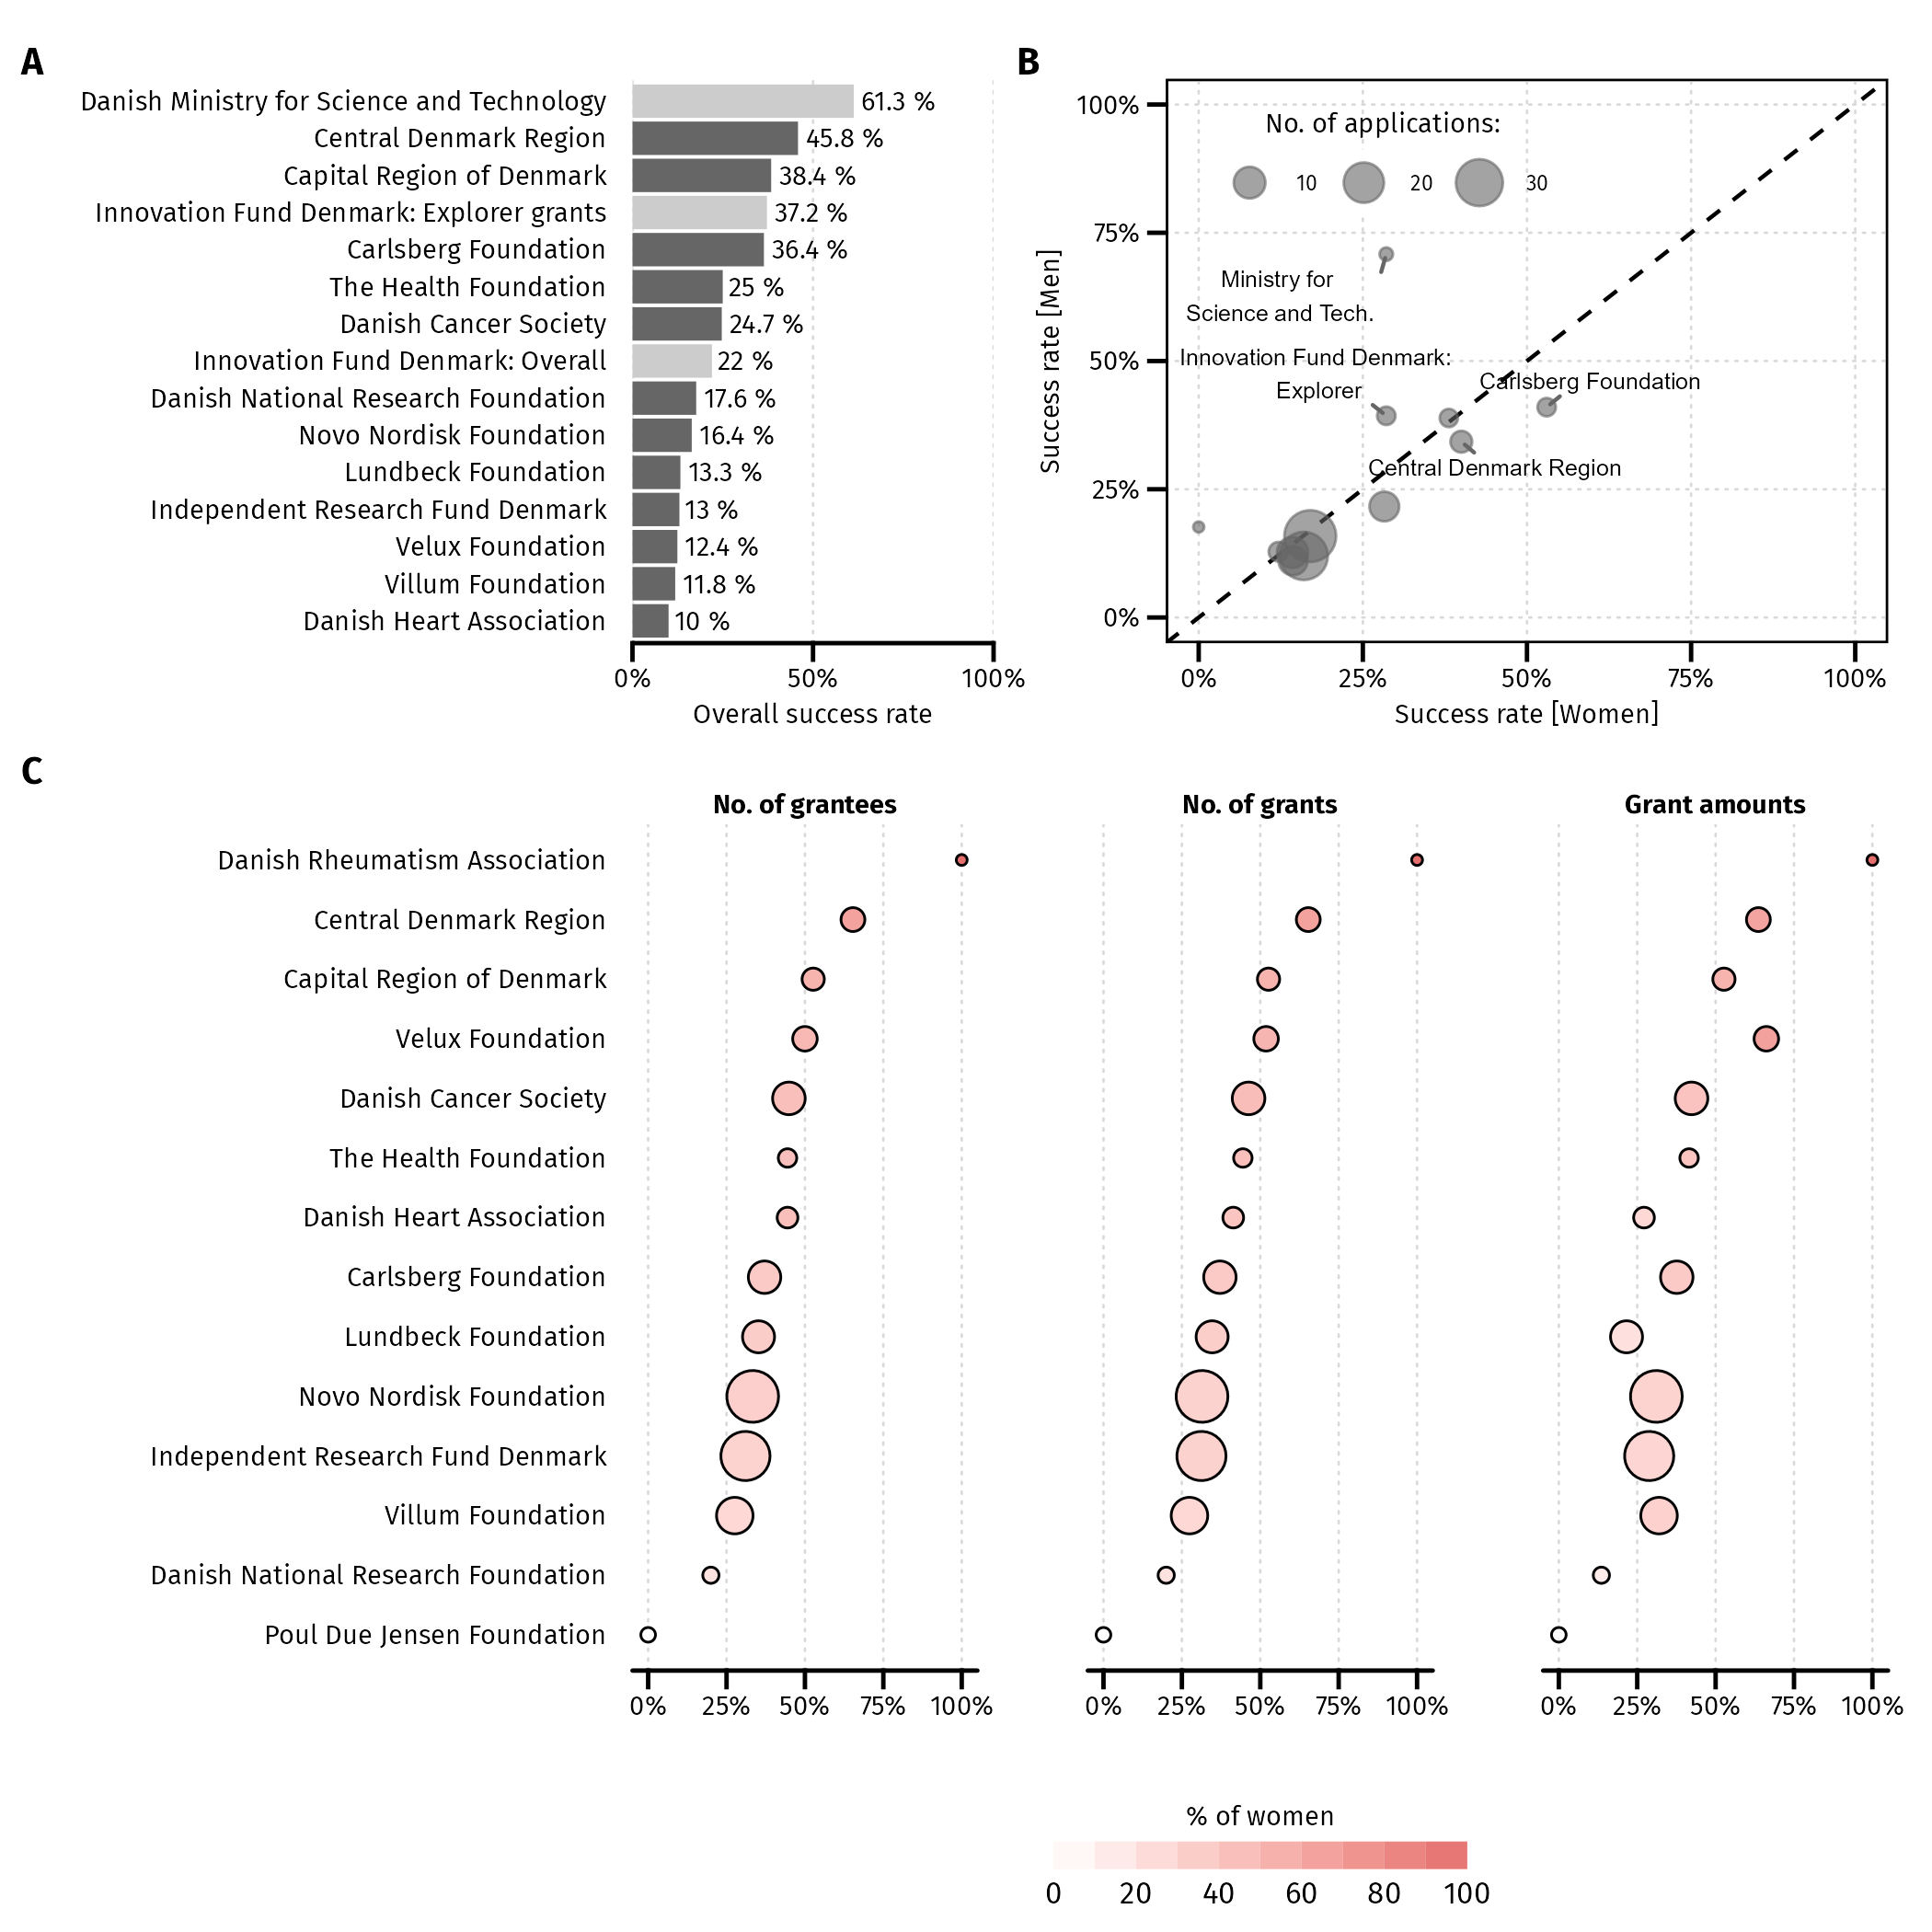 A
Danish Ministry for Science and Technology 61.3 %
Central Denmark Region 45.8 %
Capital Region of Denmark 38.4 %
Innovation Fund Denmark: Explorer grants 37.2 %
Carlsberg Foundation 36.4 %
The Health Foundation 25 %
Danish Cancer Society 24.7 %
Innovation Fund Denmark: Overall 22 %
Danish National Research Foundation 17.6 %
Novo Nordisk Foundation 16.4 %
Lundbeck Foundation 13.3 %
Independent Research Fund Denmark 13 %
Velux Foundation 12.4 %
Villum Foundation 11.8 %
Danish Heart Association 10 %
0% 50% 100%
Overall success rate
B
Success rate [Men]
100%
75%
50%
25%
0%
No. of applications:
10 20 30
Ministry for
Science and Tech.
Innovation Fund Denmark:
Explorer
Carlsberg Foundation
Central Denmark Region
0% 25% 50% 75% 100%
Success rate [Women]
C
No. of grantees No. of grants Grant amounts
Danish Rheumatism Association
Central Denmark Region
Capital Region of Denmark
Velux Foundation
Danish Cancer Society
The Health Foundation
Danish Heart Association
Carlsberg Foundation
Lundbeck Foundation
Novo Nordisk Foundation
Independent Research Fund Denmark
Villum Foundation
Danish National Research Foundation
Poul Due Jensen Foundation
0% 25% 50% 75% 100% 0% 25% 50% 75% 100% 0% 25% 50% 75% 100%
% of women
0 20 40 60 80 100